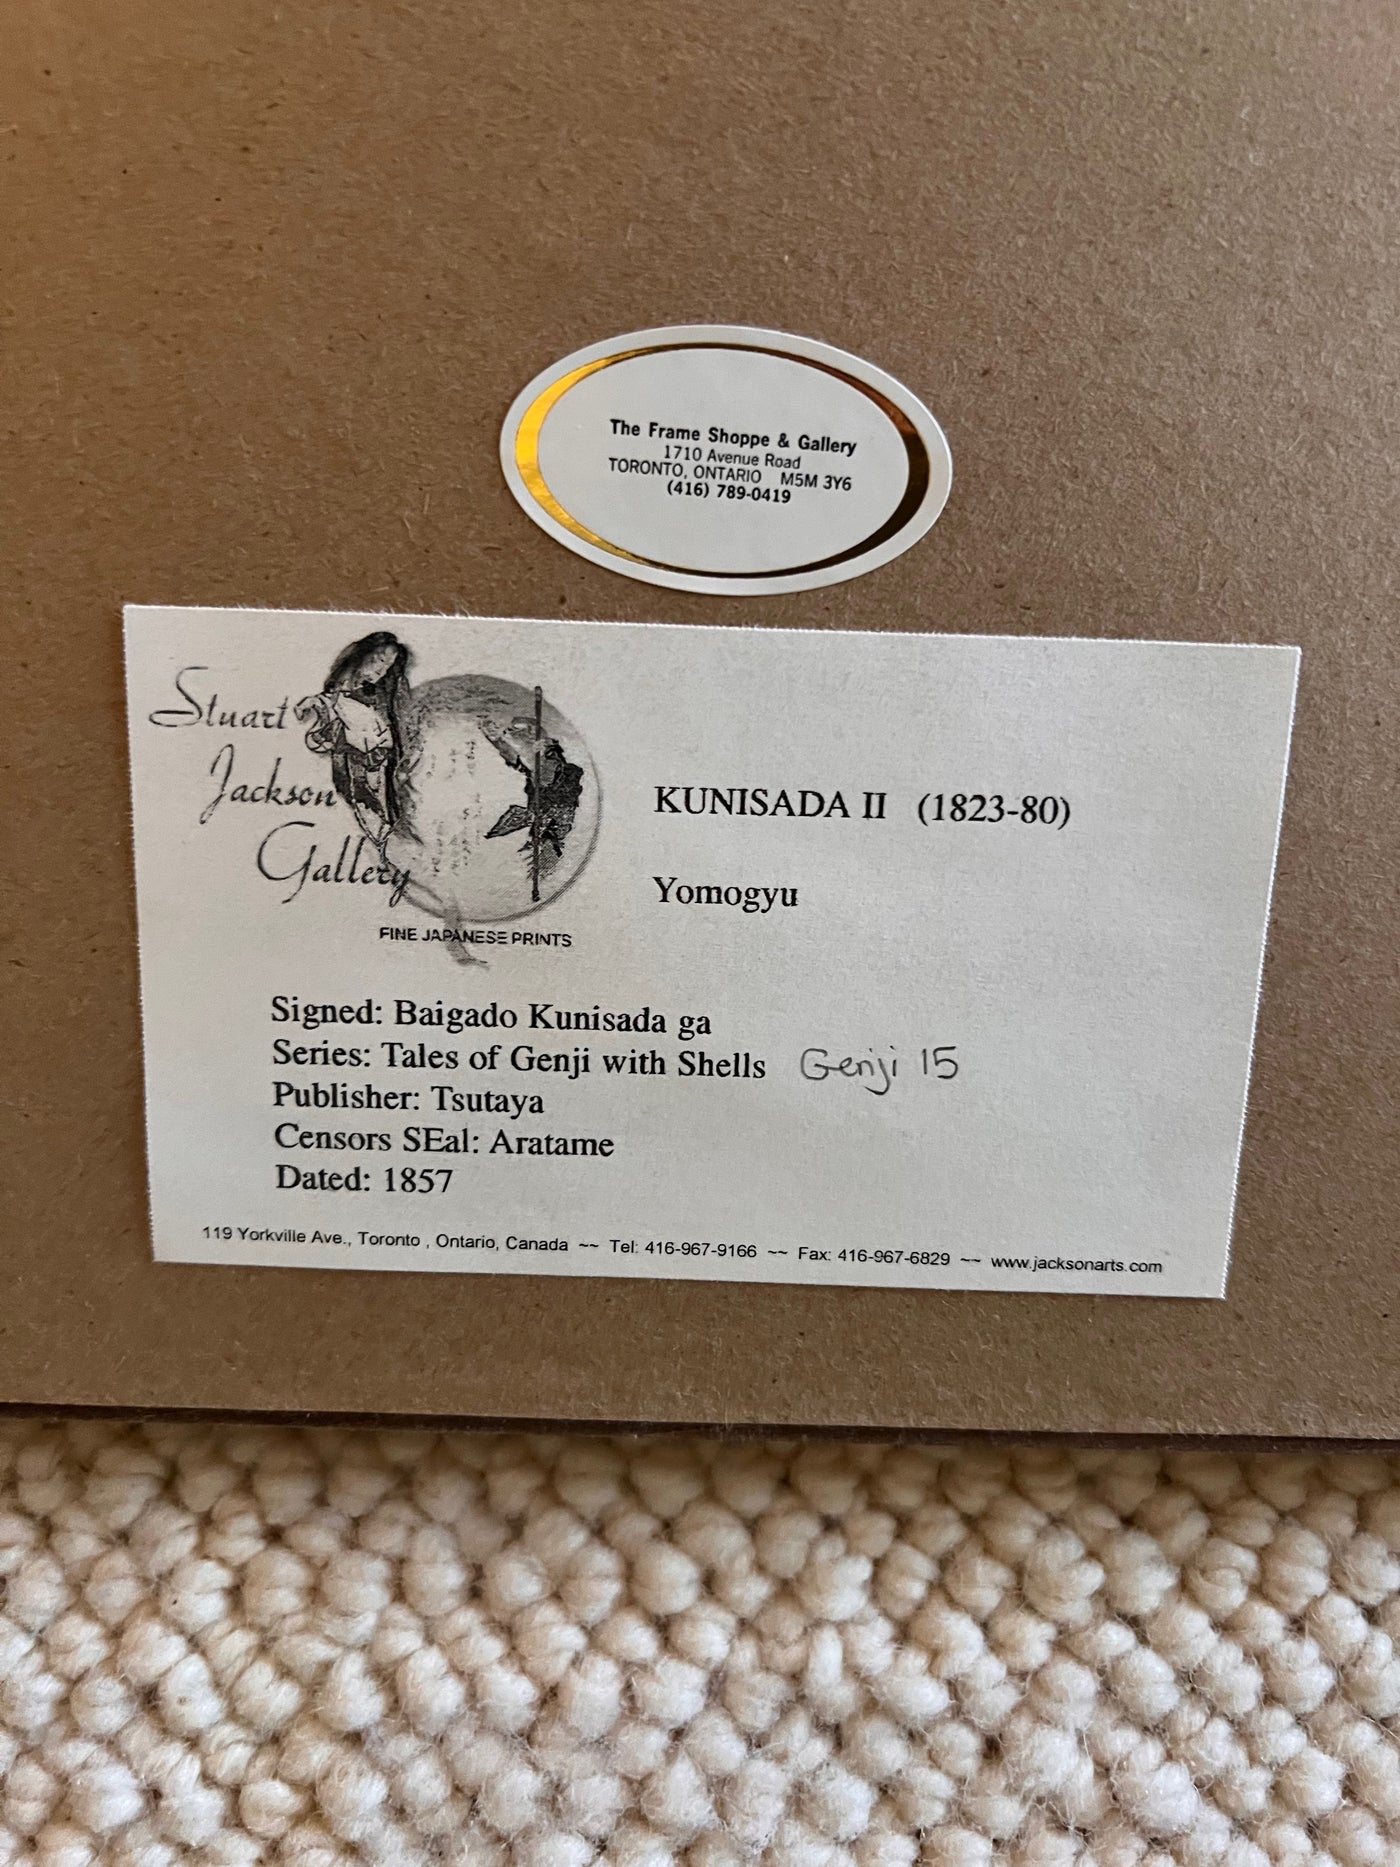 The Frame Shoppe & Gallery
1710 Avenue Road
TORONTO, ONTARIO M5M 3Y6
(416) 789-0419
Stuart
Jackson
Gallery
FINE JAPANESE PRINTS
KUNISADA II (1823-80)
Yomogyu
Signed: Baigado Kunisada ga
Series: Tales of Genji with Shells Genji 15
Publisher: Tsutaya
Censors SEal: Aratame
Dated: 1857
119 Yorkville Ave., Toronto , Ontario, Canada ~~ Tel: 416-967-9166 ~~ Fax: 416-967-6829 ~~ www.jacksonarts.com